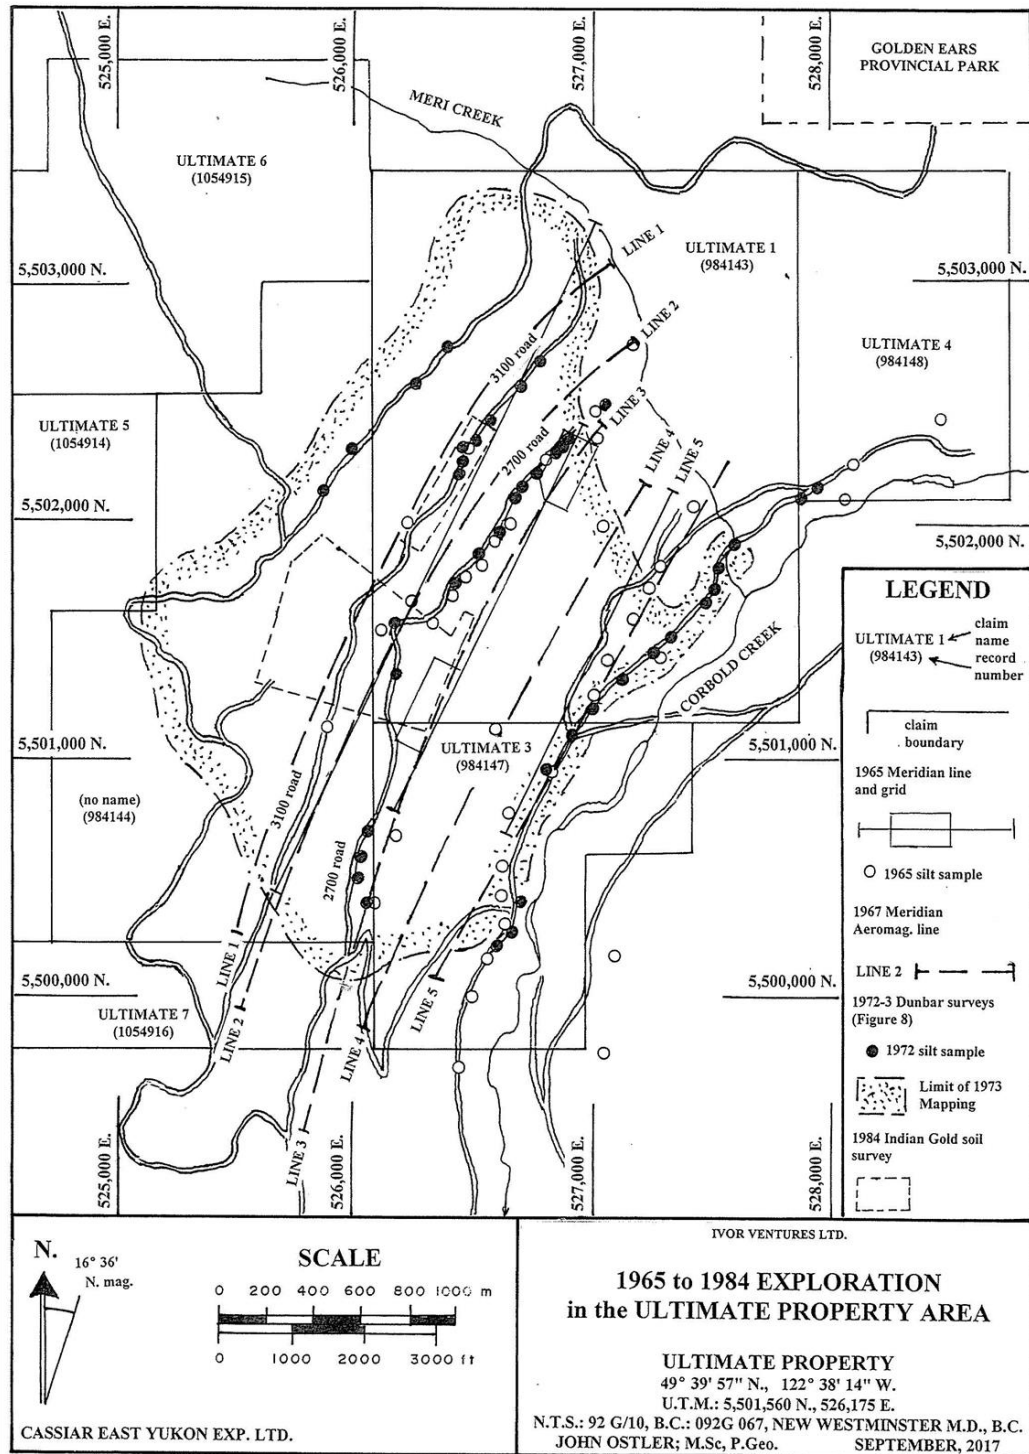 525,000 E.
526,000 E.
527,000 E.
528,000 E.
GOLDEN EARS
PROVINCIAL PARK
MERI CREEK
ULTIMATE 6
(1054915)
LINE 1
ULTIMATE 1
(984143)
5,503,000 N.
5,503,000 N.
LINE 2
3100 road
ULTIMATE 4
(984148)
LINE 3
ULTIMATE 5
(1054914)
2700 road
LINE 4
LINE 5
5,502,000 N.
5,502,000 N.
CORBOLD CREEK
ULTIMATE 3
(984147)
5,501,000 N.
5,501,000 N.
(no name)
(984144)
3100 road
2700 road
LINE 1
LINE 2
LINE 5
5,500,000 N.
5,500,000 N.
ULTIMATE 7
(1054916)
LINE 4
LINE 3
525,000 E.
526,000 E.
527,000 E.
528,000 E.
LEGEND
ULTIMATE 1
(984143)
claim
name
record
number
claim
boundary
1965 Meridian line
and grid
1965 silt sample
1967 Meridian
Aeromag. line
LINE 2
1972-3 Dunbar surveys
(Figure 8)
1972 silt sample
Limit of 1973
Mapping
1984 Indian Gold soil
survey
N.
16° 36'
N. mag.
SCALE
0 200 400 600 800 1000 m
0 1000 2000 3000 ft
CASSIAR EAST YUKON EXP. LTD.
IVOR VENTURES LTD.
1965 to 1984 EXPLORATION
in the ULTIMATE PROPERTY AREA
ULTIMATE PROPERTY
49° 39' 57" N., 122° 38' 14" W.
U.T.M.: 5,501,560 N., 526,175 E.
N.T.S.: 92 G/10, B.C.: 092G 067, NEW WESTMINSTER M.D., B.C.
JOHN OSTLER; M.Sc, P.Geo. SEPTEMBER, 2017